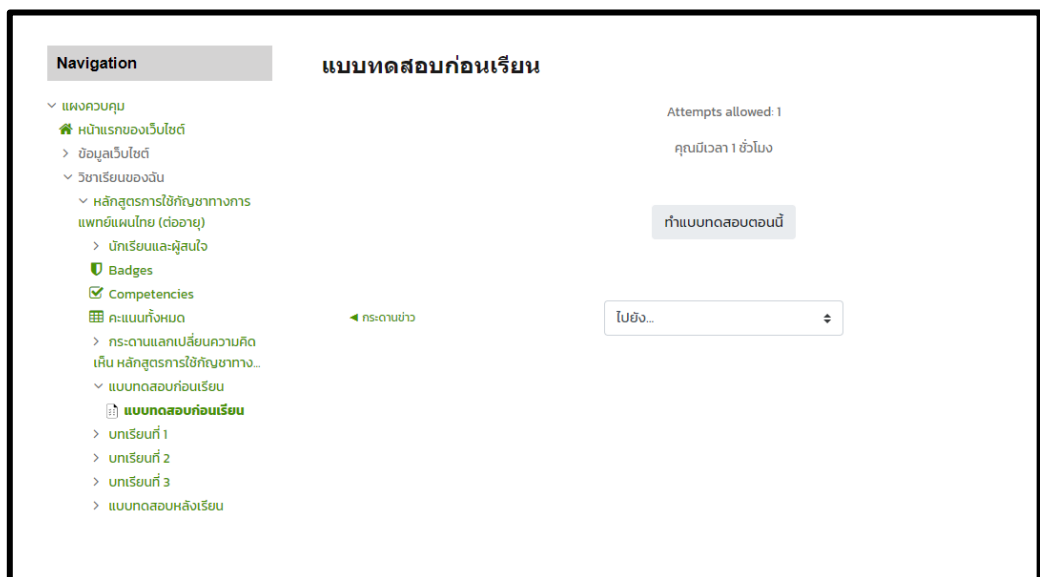 Navigation
แผงควบคุม
หน้าแรกของเว็บไซต์
ข้อมูลเว็บไซต์
วิชาเรียนของฉัน
หลักสูตรการใช้กัญชาทางการ
แพทย์แผนไทย (ต่ออายุ)
นักเรียนและผู้สนใจ
Badges
Competencies
คะแนนทั้งหมด
กระดานแลกเปลี่ยนความคิด
เห็น หลักสูตรการใช้กัญชาทาง...
แบบทดสอบก่อนเรียน
แบบทดสอบก่อนเรียน
บทเรียนที่ 1
บทเรียนที่ 2
บทเรียนที่ 3
แบบทดสอบหลังเรียน
แบบทดสอบก่อนเรียน
Attempts allowed: 1
คุณมีเวลา 1 ชั่วโมง
ทำแบบทดสอบตอนนี้
◄ กระดานข่าว
ไปยัง...